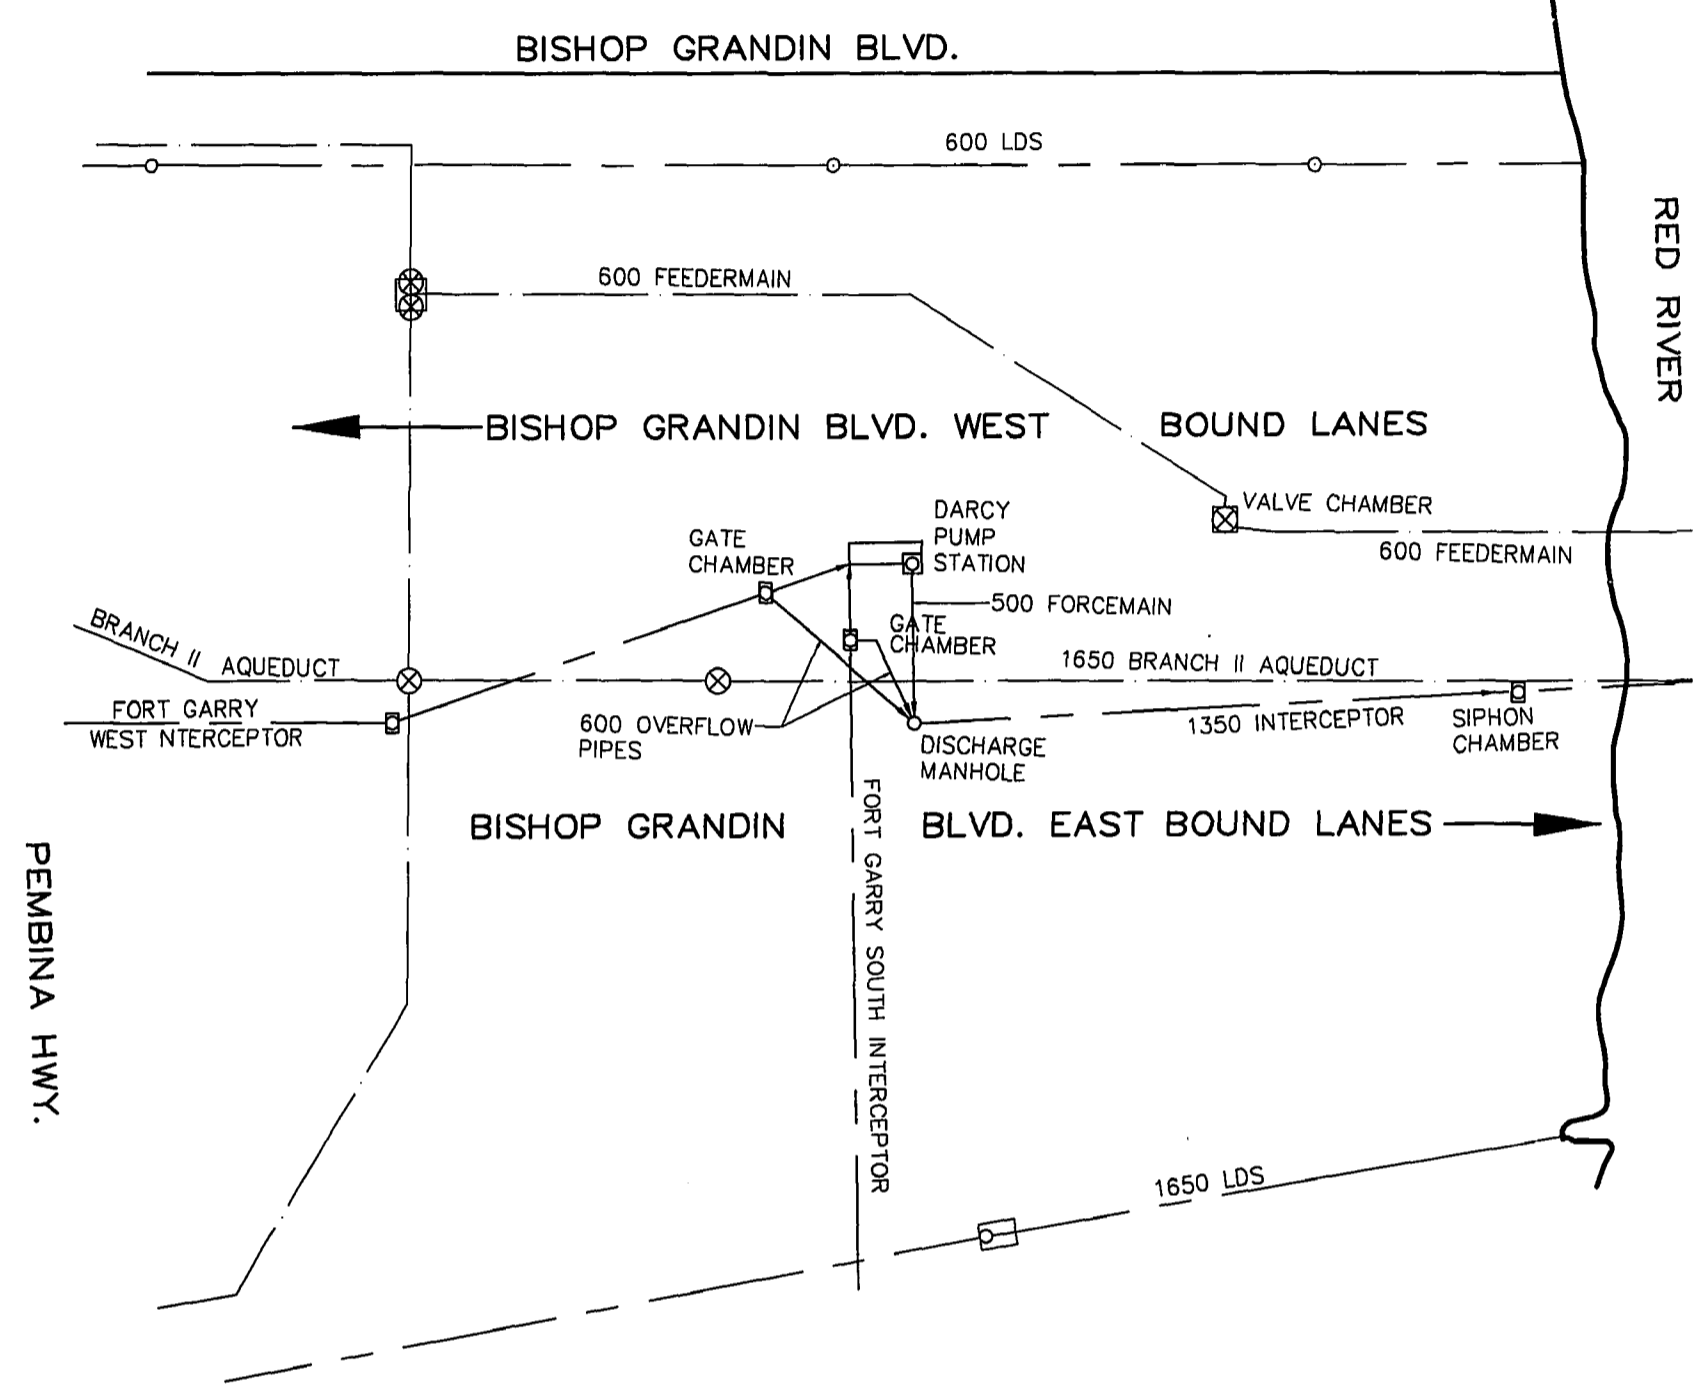 BISHOP GRANDIN BLVD.
600 LDS
RED RIVER
600 FEEDERMAIN
BISHOP GRANDIN BLVD. WEST BOUND LANES
VALVE CHAMBER
600 FEEDERMAIN
DARCY
PUMP
STATION
GATE
CHAMBER
500 FORCEMAIN
GATE
CHAMBER
BRANCH II AQUEDUCT
1650 BRANCH II AQUEDUCT
FORT GARRY
WEST NTERCEPTOR
600 OVERFLOW
PIPES
DISCHARGE
MANHOLE
1350 INTERCEPTOR
SIPHON
CHAMBER
BISHOP GRANDIN BLVD. EAST BOUND LANES
FORT GARRY SOUTH INTERCEPTOR
PEMBINA HWY.
1650 LDS